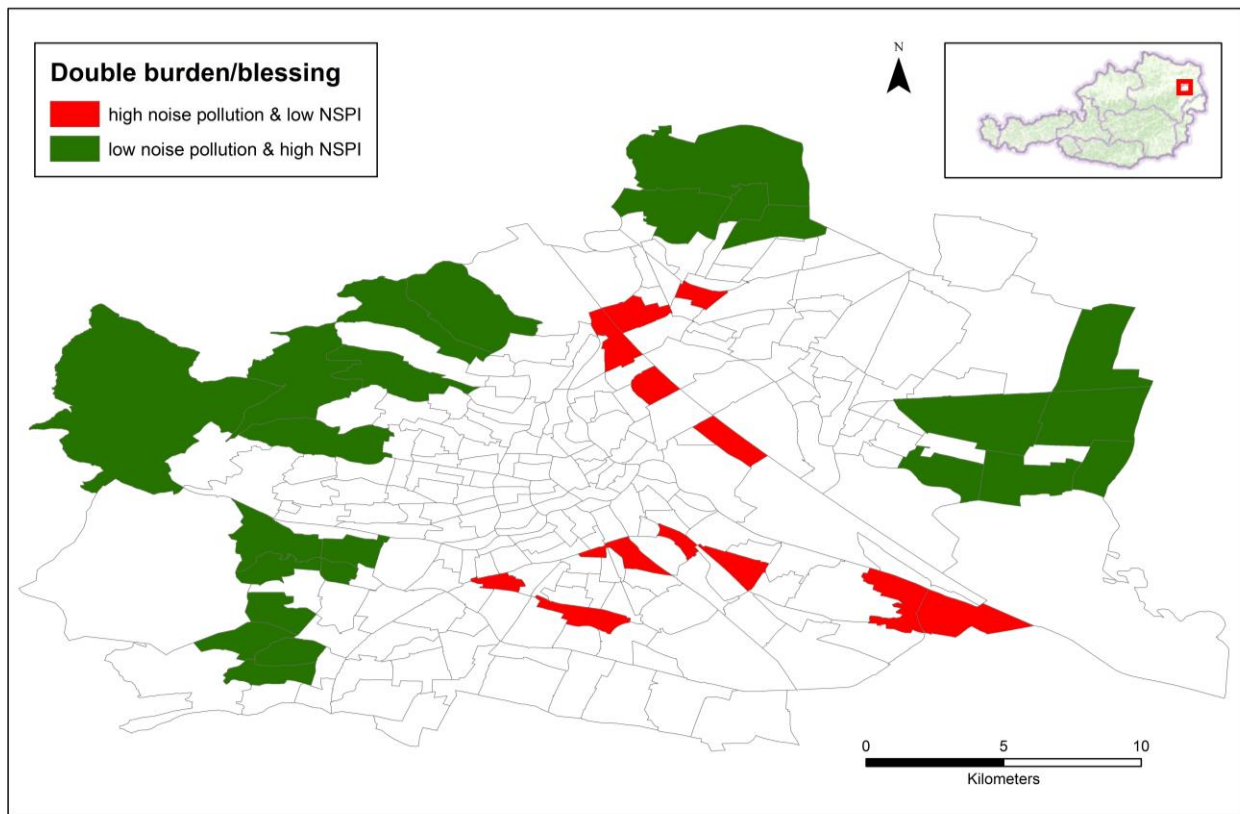 Double burden/blessing
high noise pollution & low NSPI
low noise pollution & high NSPI
N
0 5 10
Kilometers